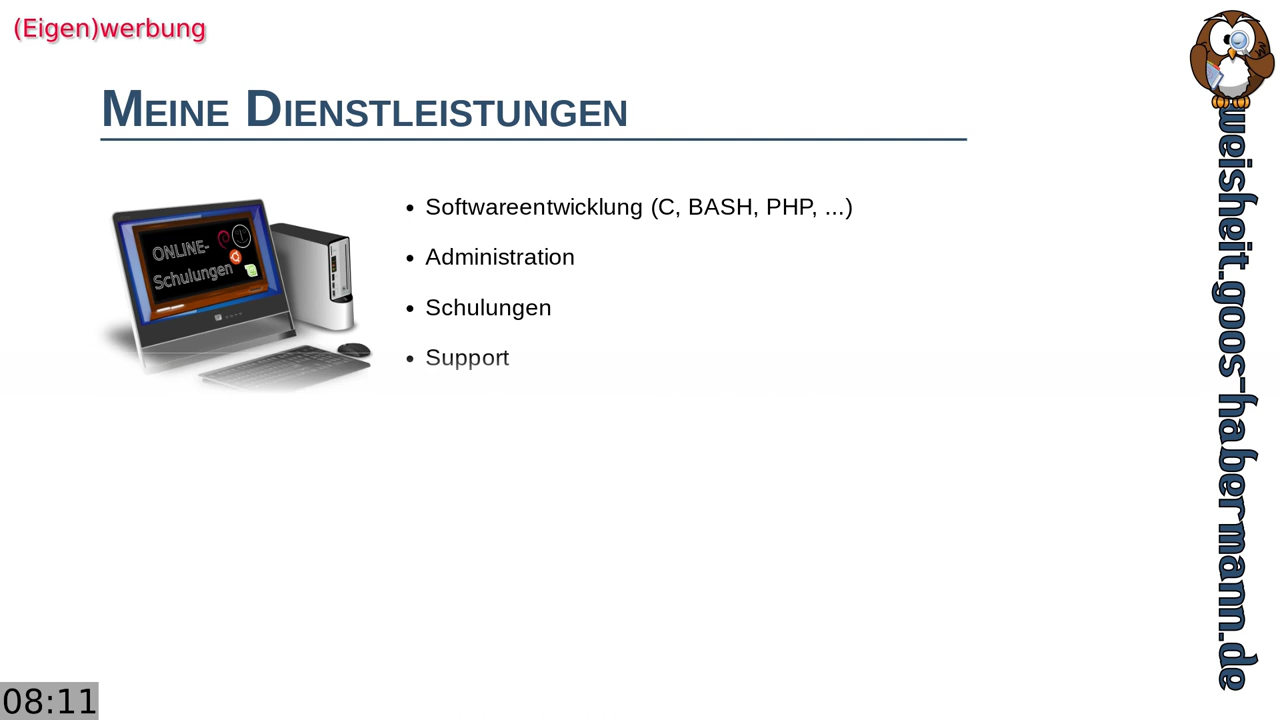 (Eigen)werbung
MEINE DIENSTLEISTUNGEN
ONLINE-
Schulungen
• Softwareentwicklung (C, BASH, PHP, ...)
• Administration
• Schulungen
• Support
weisheit.goos-habermann.de
08:11